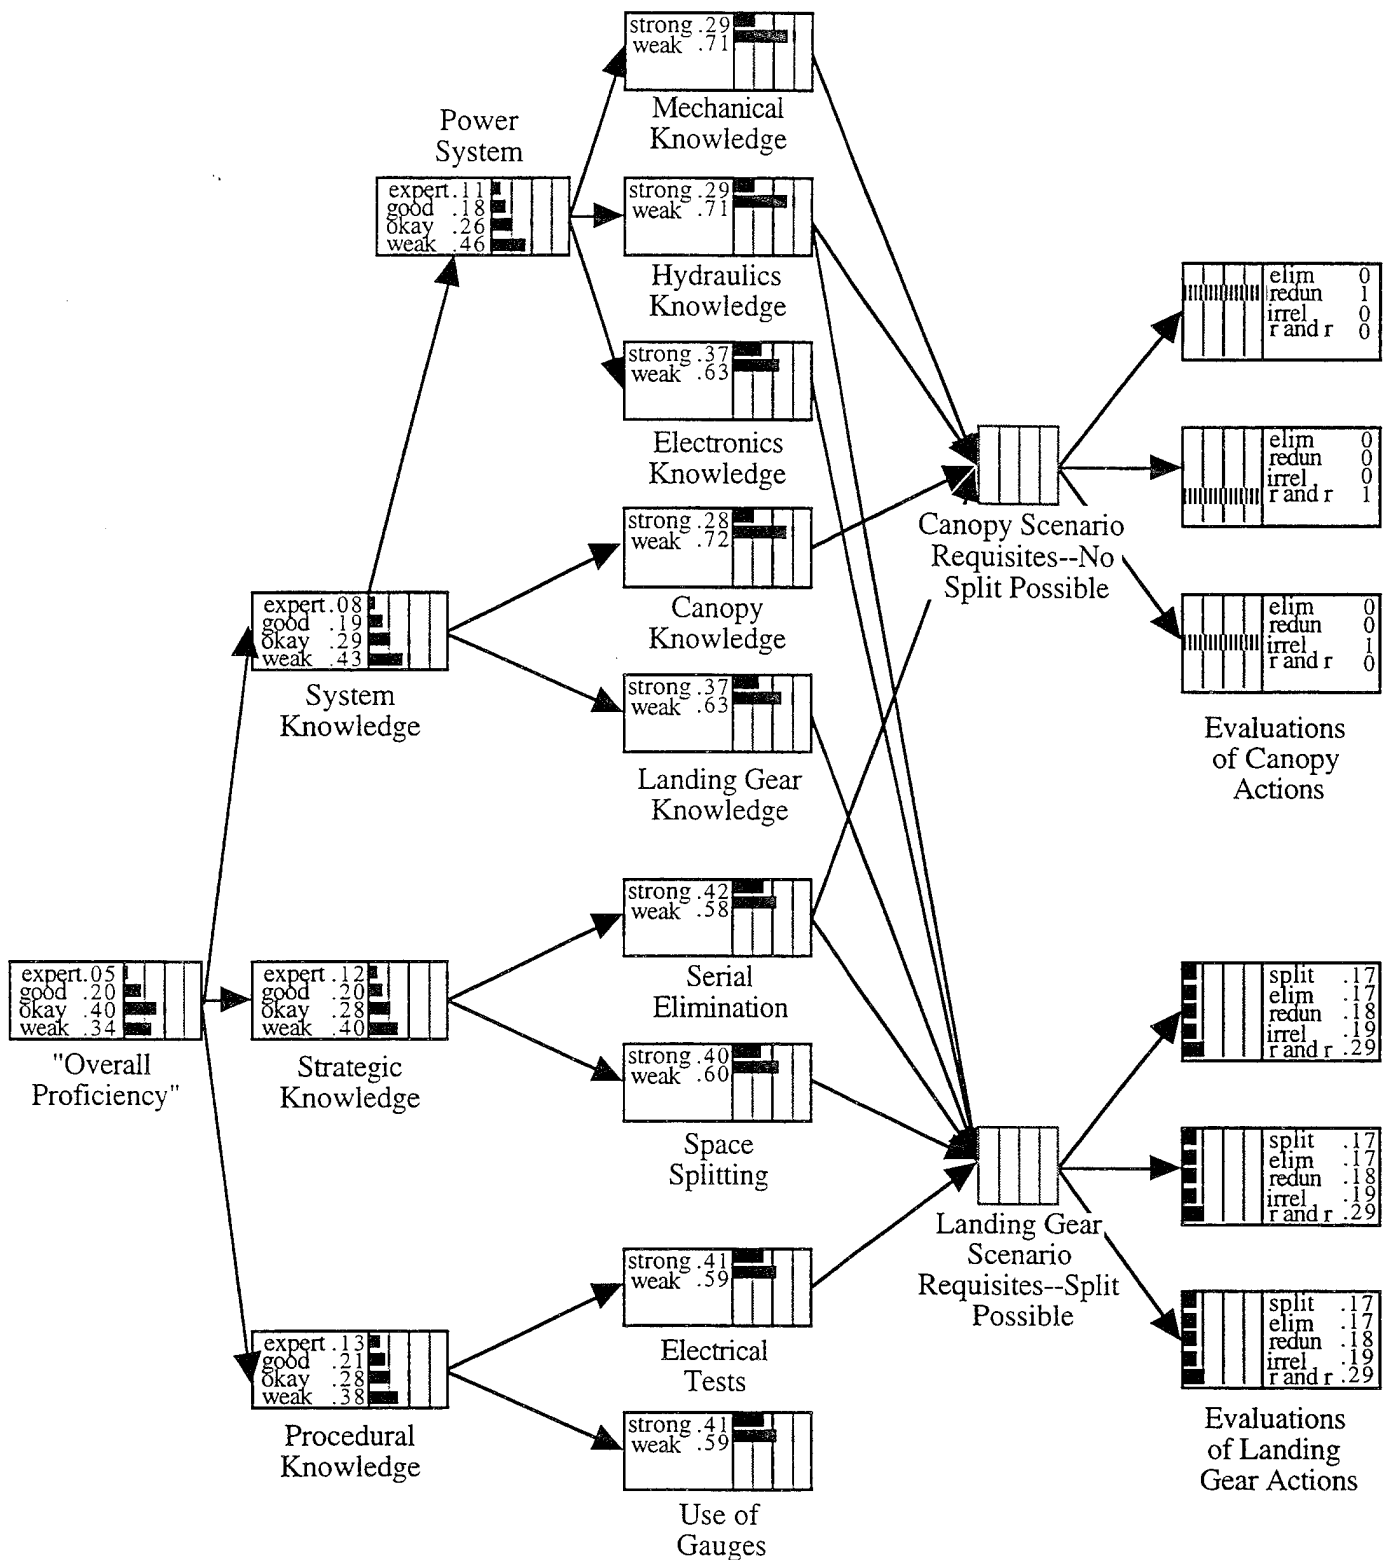 strong .29
weak .71
Mechanical
Knowledge
Power
System
expert .11
good .18
okay .26
weak .46
strong .29
weak .71
Hydraulics
Knowledge
strong .37
weak .63
Electronics
Knowledge
strong .28
weak .72
Canopy
Knowledge
expert .08
good .19
okay .29
weak .43
System
Knowledge
strong .37
weak .63
Landing Gear
Knowledge
strong .42
weak .58
Serial
Elimination
expert .05
good .20
okay .40
weak .34
"Overall
Proficiency"
expert .12
good .20
okay .28
weak .40
Strategic
Knowledge
strong .40
weak .60
Space
Splitting
strong .41
weak .59
Electrical
Tests
expert .13
good .21
okay .28
weak .38
Procedural
Knowledge
strong .41
weak .59
Use of
Gauges
Canopy Scenario
Requisites--No
Split Possible
Landing Gear
Scenario
Requisites--Split
Possible
elim 0
redun 1
irrel 0
r and r 0
elim 0
redun 0
irrel 0
r and r 1
elim 0
redun 0
irrel 1
r and r 0
Evaluations
of Canopy
Actions
split .17
elim .17
redun .18
irrel .19
r and r .29
split .17
elim .17
redun .18
irrel .19
r and r .29
split .17
elim .17
redun .18
irrel .19
r and r .29
Evaluations
of Landing
Gear Actions